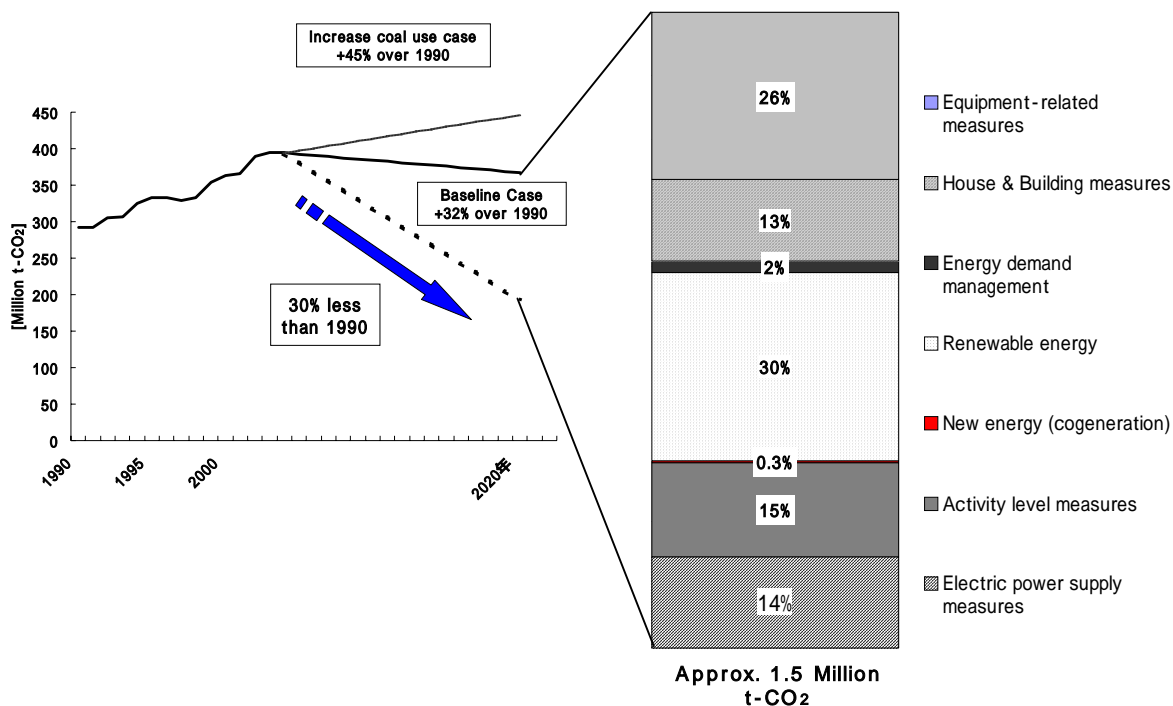 Increase coal use case
+45% over 1990
450
400
350
300
250
200
150
100
50
0
[Million t-CO2]
1990
1995
2000
2020年
Baseline Case
+32% over 1990
30% less
than 1990
26%
13%
2%
30%
0.3%
15%
14%
Approx. 1.5 Million
t-CO2
Equipment-related
measures
House & Building measures
Energy demand
management
Renewable energy
New energy (cogeneration)
Activity level measures
Electric power supply
measures